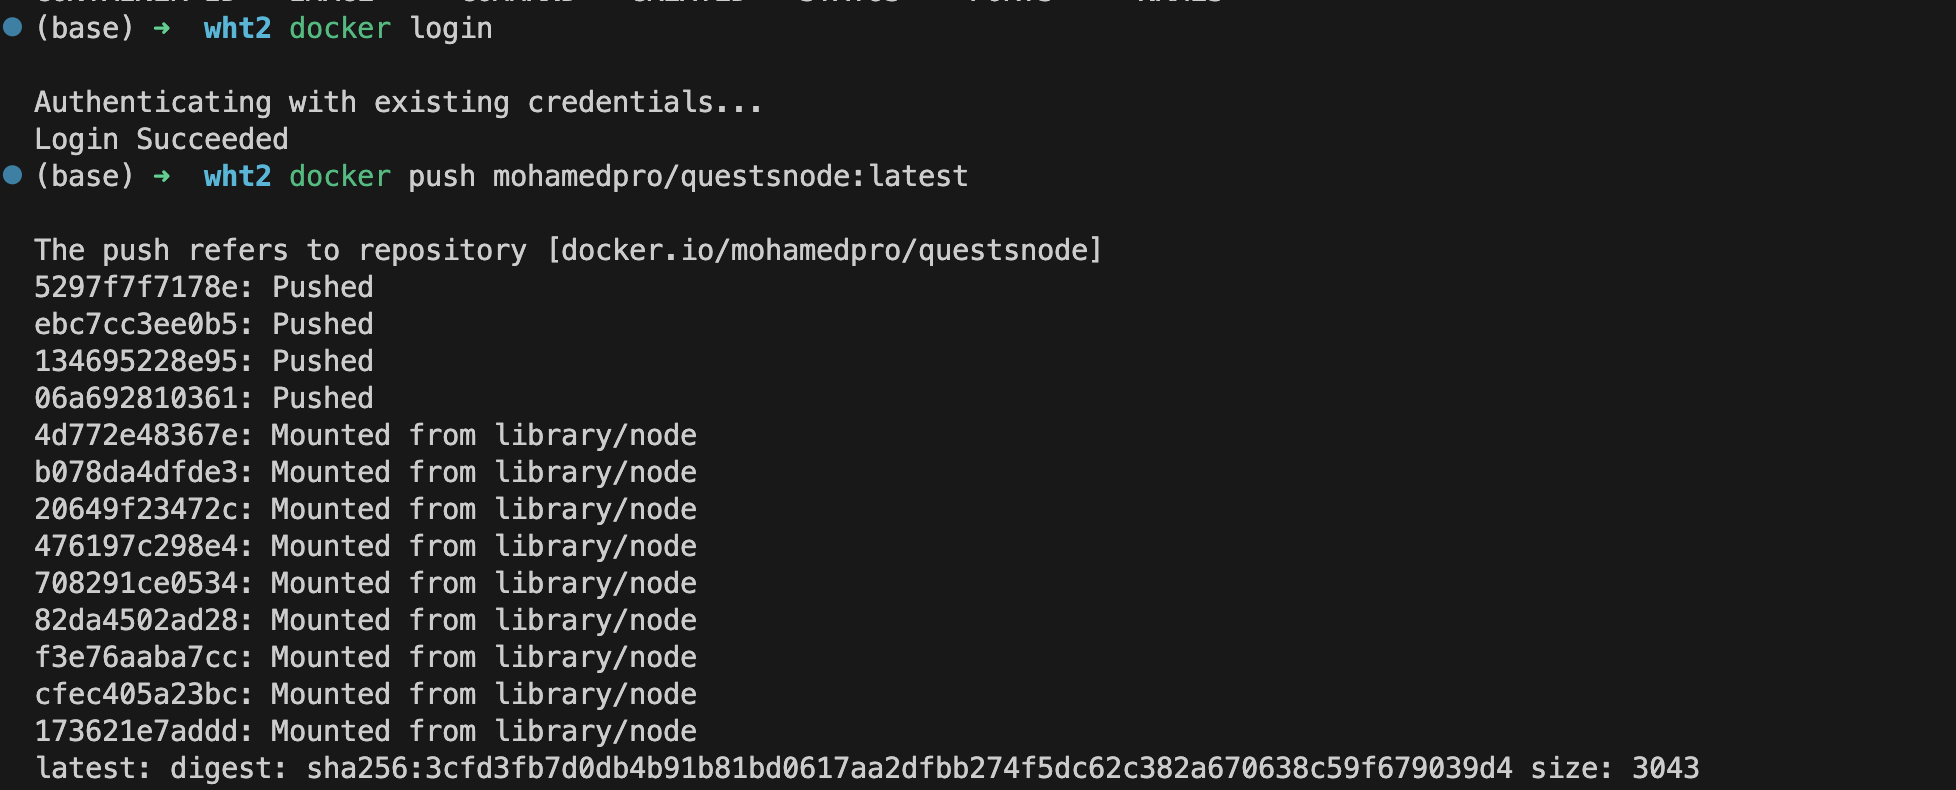 (base) ➜  wht2 docker login

Authenticating with existing credentials...
Login Succeeded
(base) ➜  wht2 docker push mohamedpro/questsnode:latest

The push refers to repository [docker.io/mohamedpro/questsnode]
5297f7f7178e: Pushed
ebc7cc3ee0b5: Pushed
134695228e95: Pushed
06a692810361: Pushed
4d772e48367e: Mounted from library/node
b078da4dfde3: Mounted from library/node
20649f23472c: Mounted from library/node
476197c298e4: Mounted from library/node
708291ce0534: Mounted from library/node
82da4502ad28: Mounted from library/node
f3e76aaba7cc: Mounted from library/node
cfec405a23bc: Mounted from library/node
173621e7addd: Mounted from library/node
latest: digest: sha256:3cfd3fb7d0db4b91b81bd0617aa2dfbb274f5dc62c382a670638c59f679039d4 size: 3043